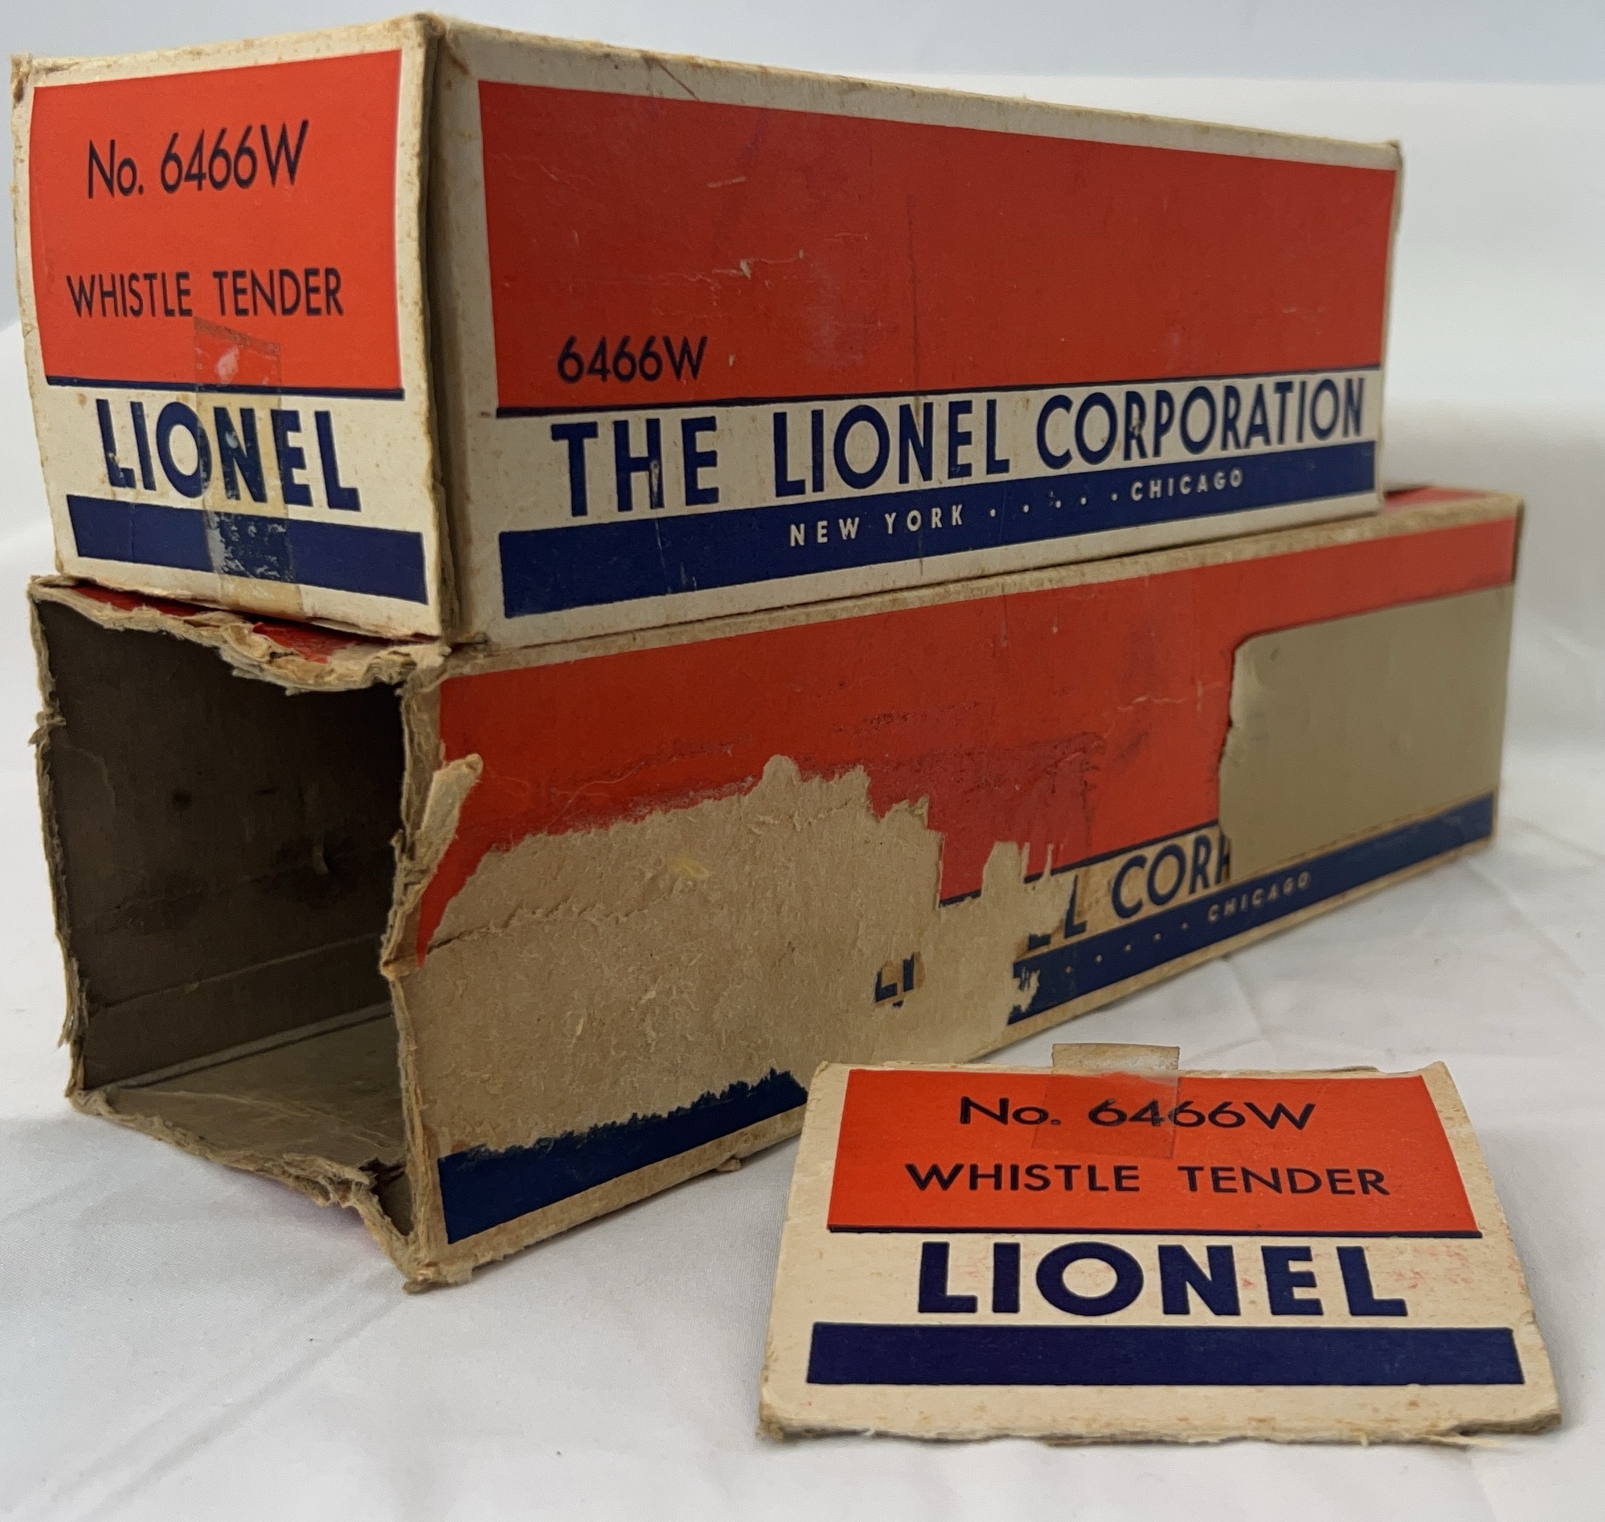 No. 6466W
WHISTLE TENDER
LIONEL
6466W
THE LIONEL CORPORATION
NEW YORK . . . . . CHICAGO
CHICAGO
No. 6466W
WHISTLE TENDER
LIONEL